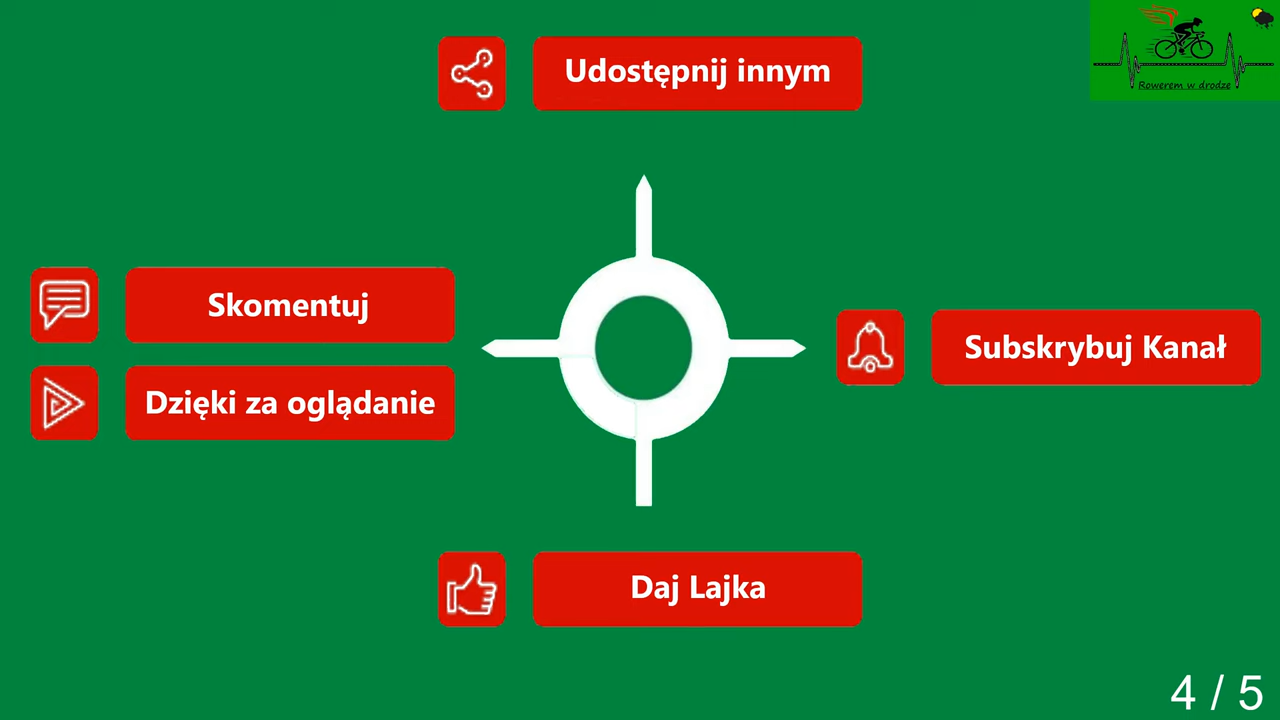 Udostępnij innym
Rowerem w drodze
Skomentuj
Dzięki za oglądanie
Subskrybuj Kanał
Daj Lajka
4 / 5